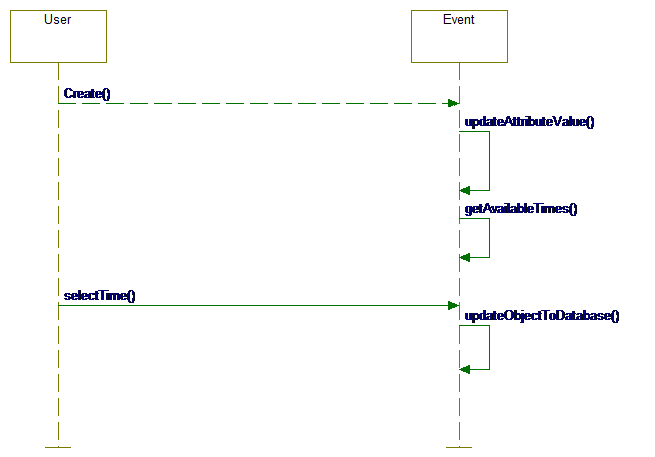 User
Event
Create()
updateAttributeValue()
getAvailableTimes()
selectTime()
updateObjectToDatabase()